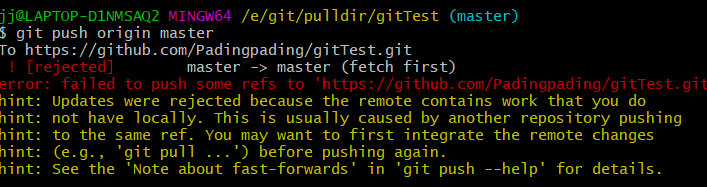 jj@LAPTOP-D1NMSAQ2 MINGW64 /e/git/pulldir/gitTest (master)
$ git push origin master
To https://github.com/Padingpading/gitTest.git
! [rejected]        master -> master (fetch first)
error: failed to push some refs to 'https://github.com/Padingpading/gitTest.git
hint: Updates were rejected because the remote contains work that you do
hint: not have locally. This is usually caused by another repository pushing
hint: to the same ref. You may want to first integrate the remote changes
hint: (e.g., 'git pull ...') before pushing again.
hint: See the 'Note about fast-forwards' in 'git push --help' for details.